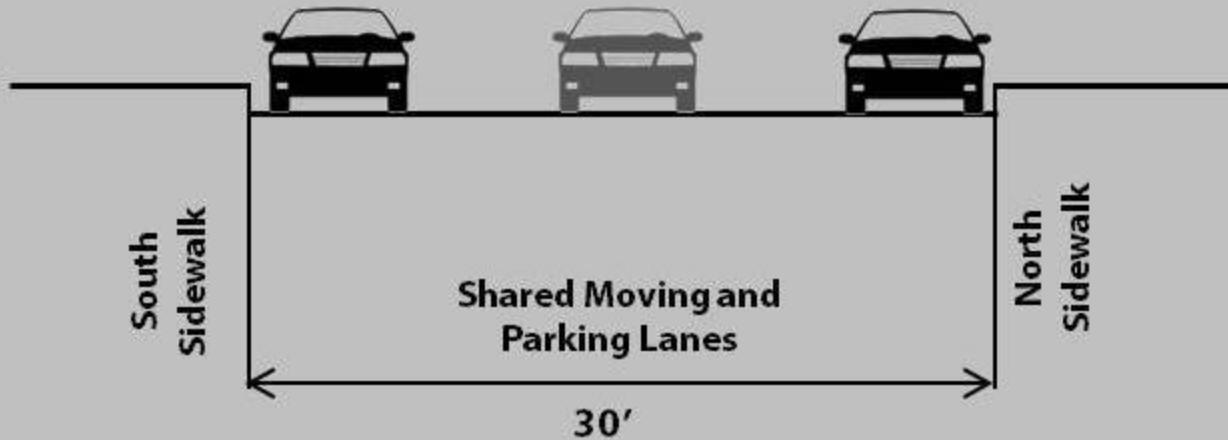 South
Sidewalk
Shared Moving and
Parking Lanes
North
Sidewalk
30′